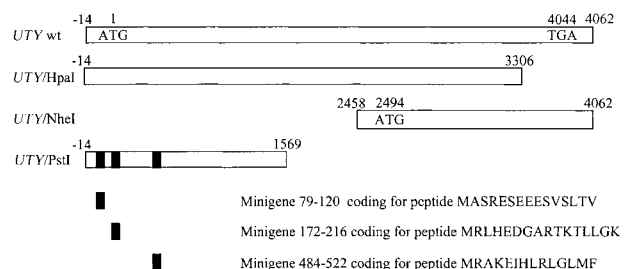 -14 1 4044 4062
UTY wt ATG TGA
-14 3306
UTY/HpaI
2458 2494 4062
UTY/NheI ATG
-14 1569
UTY/PstI
Minigene 79-120 coding for peptide MASRESEEESVSLTV
Minigene 172-216 coding for peptide MRLHEDGARTKTLLGK
Minigene 484-522 coding for peptide MRAKEIHLRLGLMF